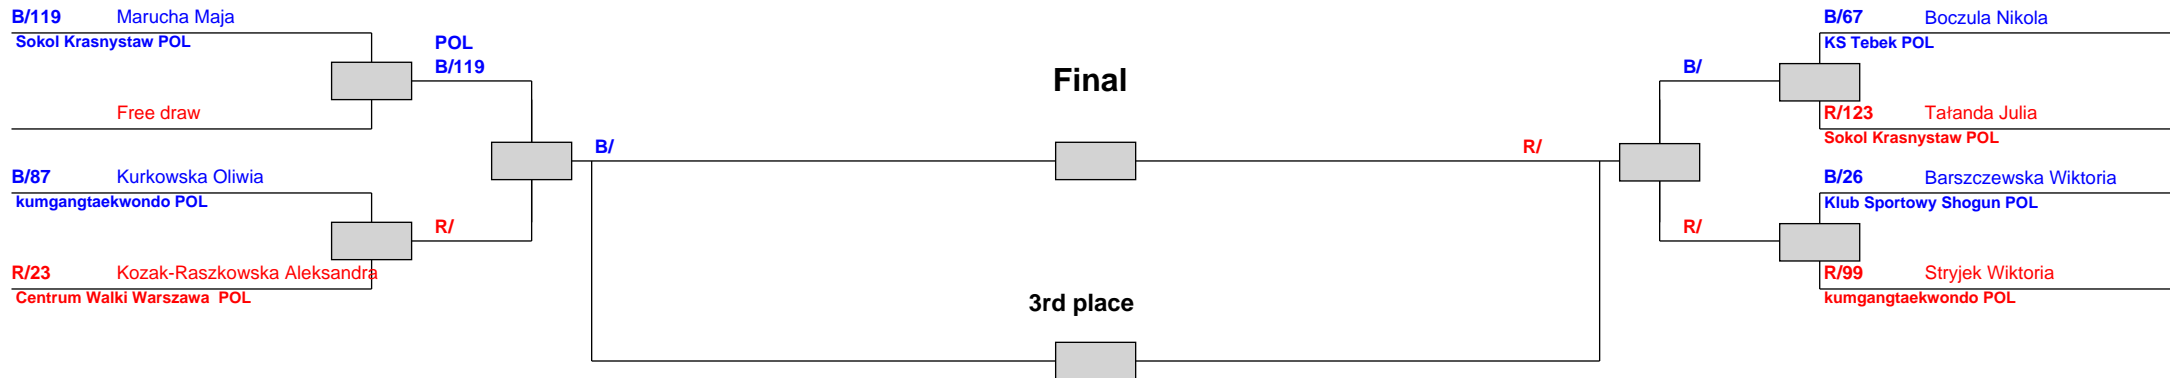 B/119 Marucha Maja
Sokol Krasnystaw POL
Free draw
POL
B/119
B/87 Kurkowska Oliwia
kumgangtaekwondo POL
R/
R/23 Kozak-Raszkowska Aleksandra
Centrum Walki Warszawa POL
B/
Final
R/
3rd place
B/
R/
B/67 Boczula Nikola
KS Tebek POL
R/123 Tałanda Julia
Sokol Krasnystaw POL
B/26 Barszczewska Wiktoria
Klub Sportowy Shogun POL
R/99 Stryjek Wiktoria
kumgangtaekwondo POL